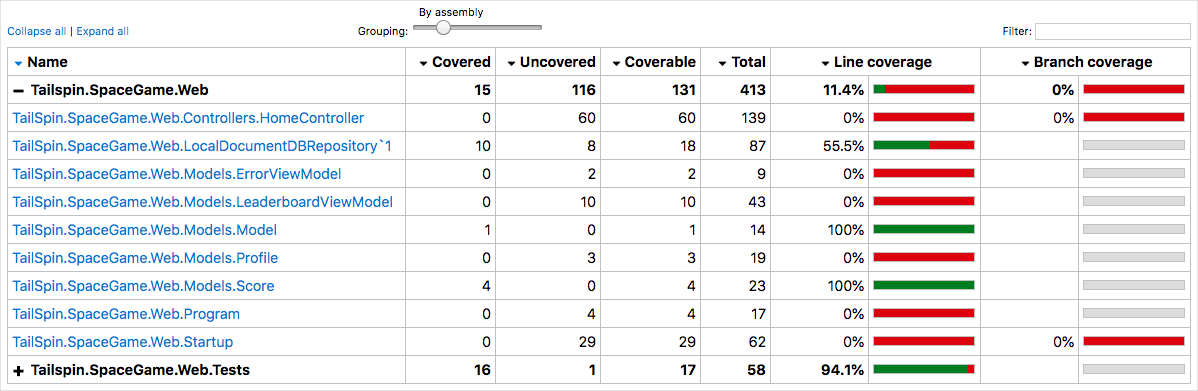 By assembly
Collapse all | Expand all Grouping: Filter:
Name Covered Uncovered Coverable Total Line coverage Branch coverage
Tailspin.SpaceGame.Web 15 116 131 413 11.4% 0%
TailSpin.SpaceGame.Web.Controllers.HomeController 0 60 60 139 0% 0%
TailSpin.SpaceGame.Web.LocalDocumentDBRepository`1 10 8 18 87 55.5%
TailSpin.SpaceGame.Web.Models.ErrorViewModel 0 2 2 9 0%
TailSpin.SpaceGame.Web.Models.LeaderboardViewModel 0 10 10 43 0%
TailSpin.SpaceGame.Web.Models.Model 1 0 1 14 100%
TailSpin.SpaceGame.Web.Models.Profile 0 3 3 19 0%
TailSpin.SpaceGame.Web.Models.Score 4 0 4 23 100%
TailSpin.SpaceGame.Web.Program 0 4 4 17 0%
TailSpin.SpaceGame.Web.Startup 0 29 29 62 0% 0%
Tailspin.SpaceGame.Web.Tests 16 1 17 58 94.1%